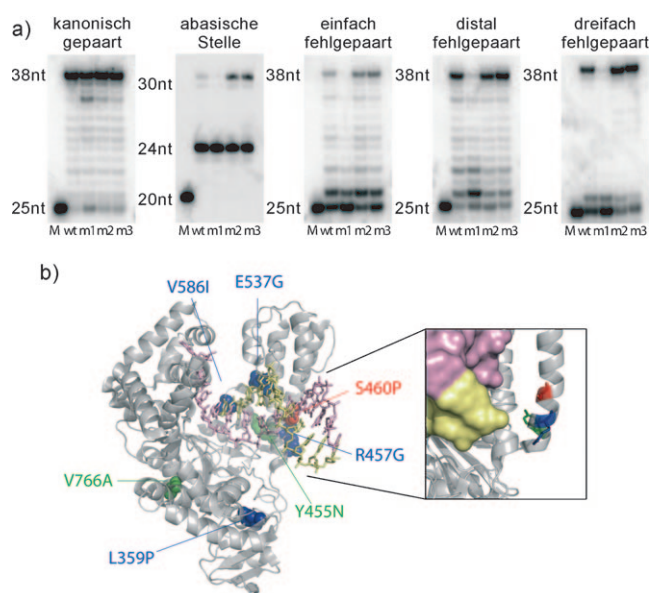 a)
kanonisch gepaart
abasische Stelle
einfach fehlgepaart
distal fehlgepaart
dreifach fehlgepaart
38nt
25nt
M wt m1 m2 m3
30nt
24nt
20nt
M wt m1 m2 m3
38nt
25nt
M wt m1 m2 m3
38nt
25nt
M wt m1 m2 m3
38nt
25nt
M wt m1 m2 m3
b)
V586I
E537G
S460P
R457G
V766A
Y455N
L359P